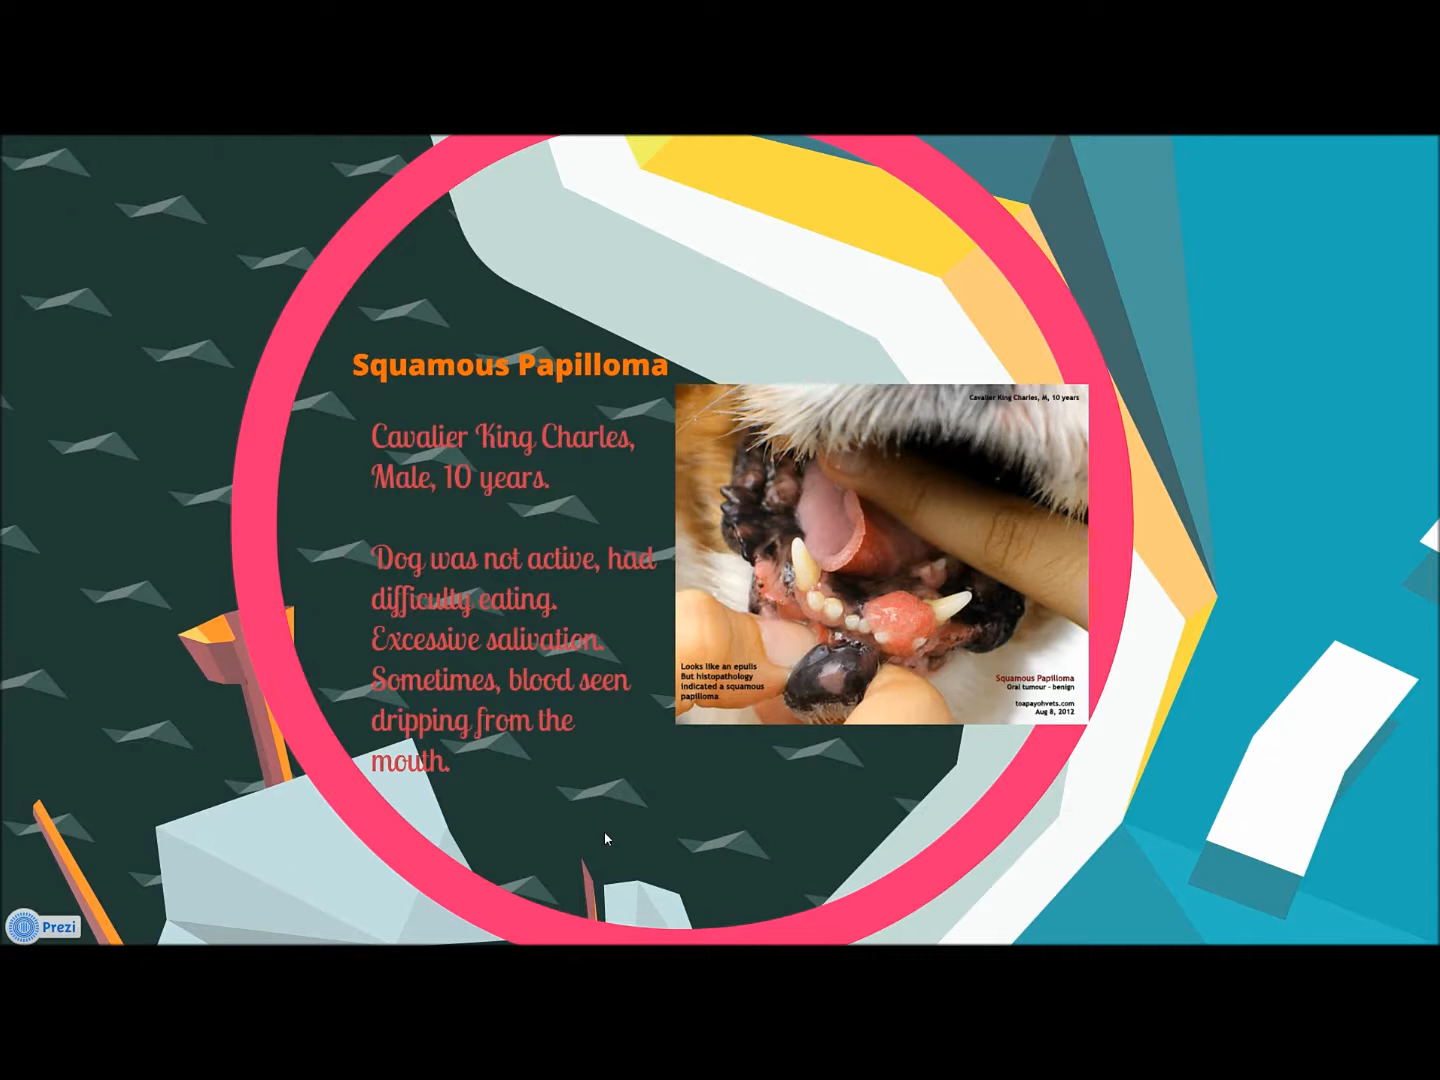 Squamous Papilloma
Cavalier King Charles,
Male, 10 years.
Dog was not active, had
difficulty eating.
Excessive salivation.
Sometimes, blood seen
dripping from the
mouth.
Cavalier King Charles, M, 10 years
Looks like an epulis
But histopathology
indicated a squamous
papilloma
Squamous Papilloma
Oral tumour - benign
toapayohvets.com
Aug 8, 2012
Prezi